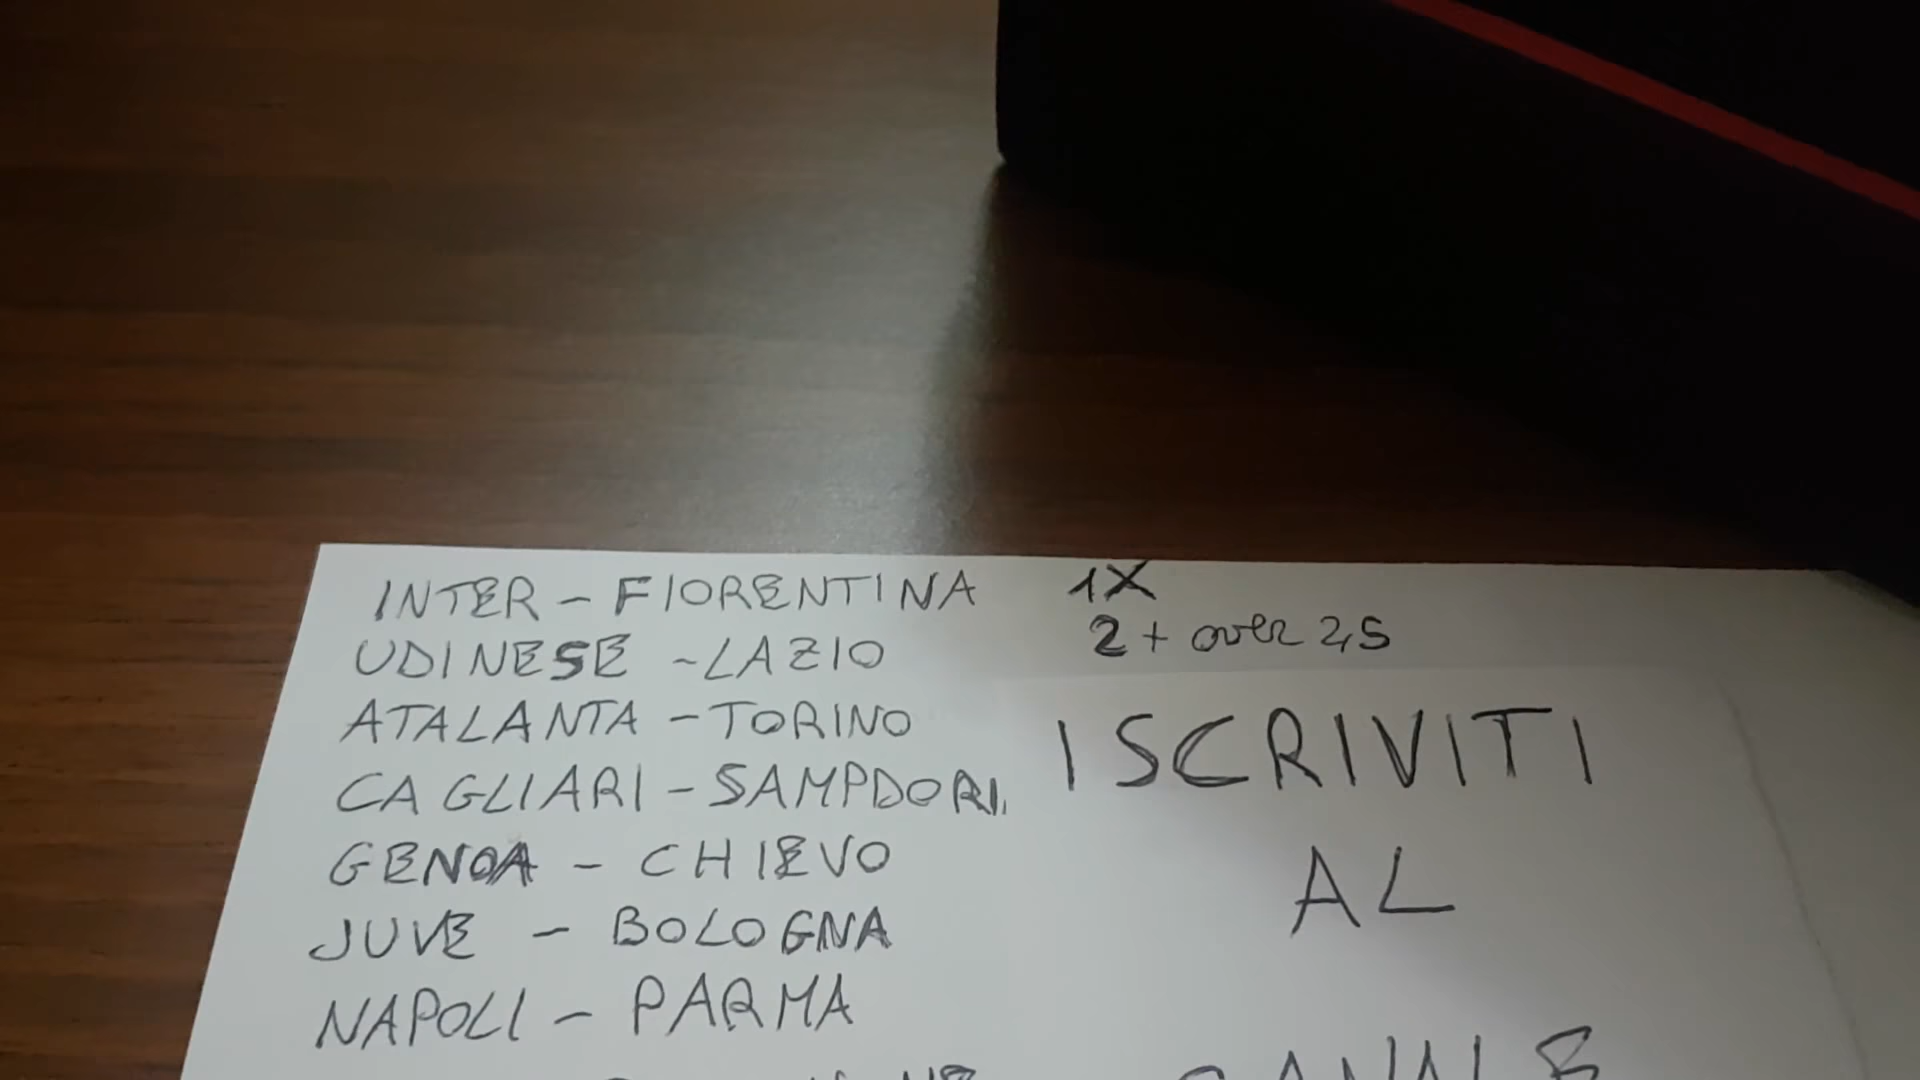 INTER - FIORENTINA 1X
UDINESE - LAZIO 2 + over 2,5
ATALANTA - TORINO
CAGLIARI - SAMPDORI.
GENOA - CHIEVO
JUVE - BOLOGNA
NAPOLI - PARMA
ISCRIVITI
AL
CANALE